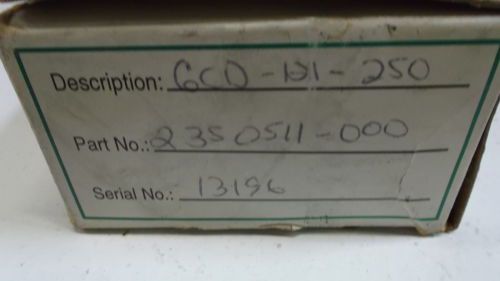 Description: GCD-121-250
Part No.: 2350511-000
Serial No.: 13196